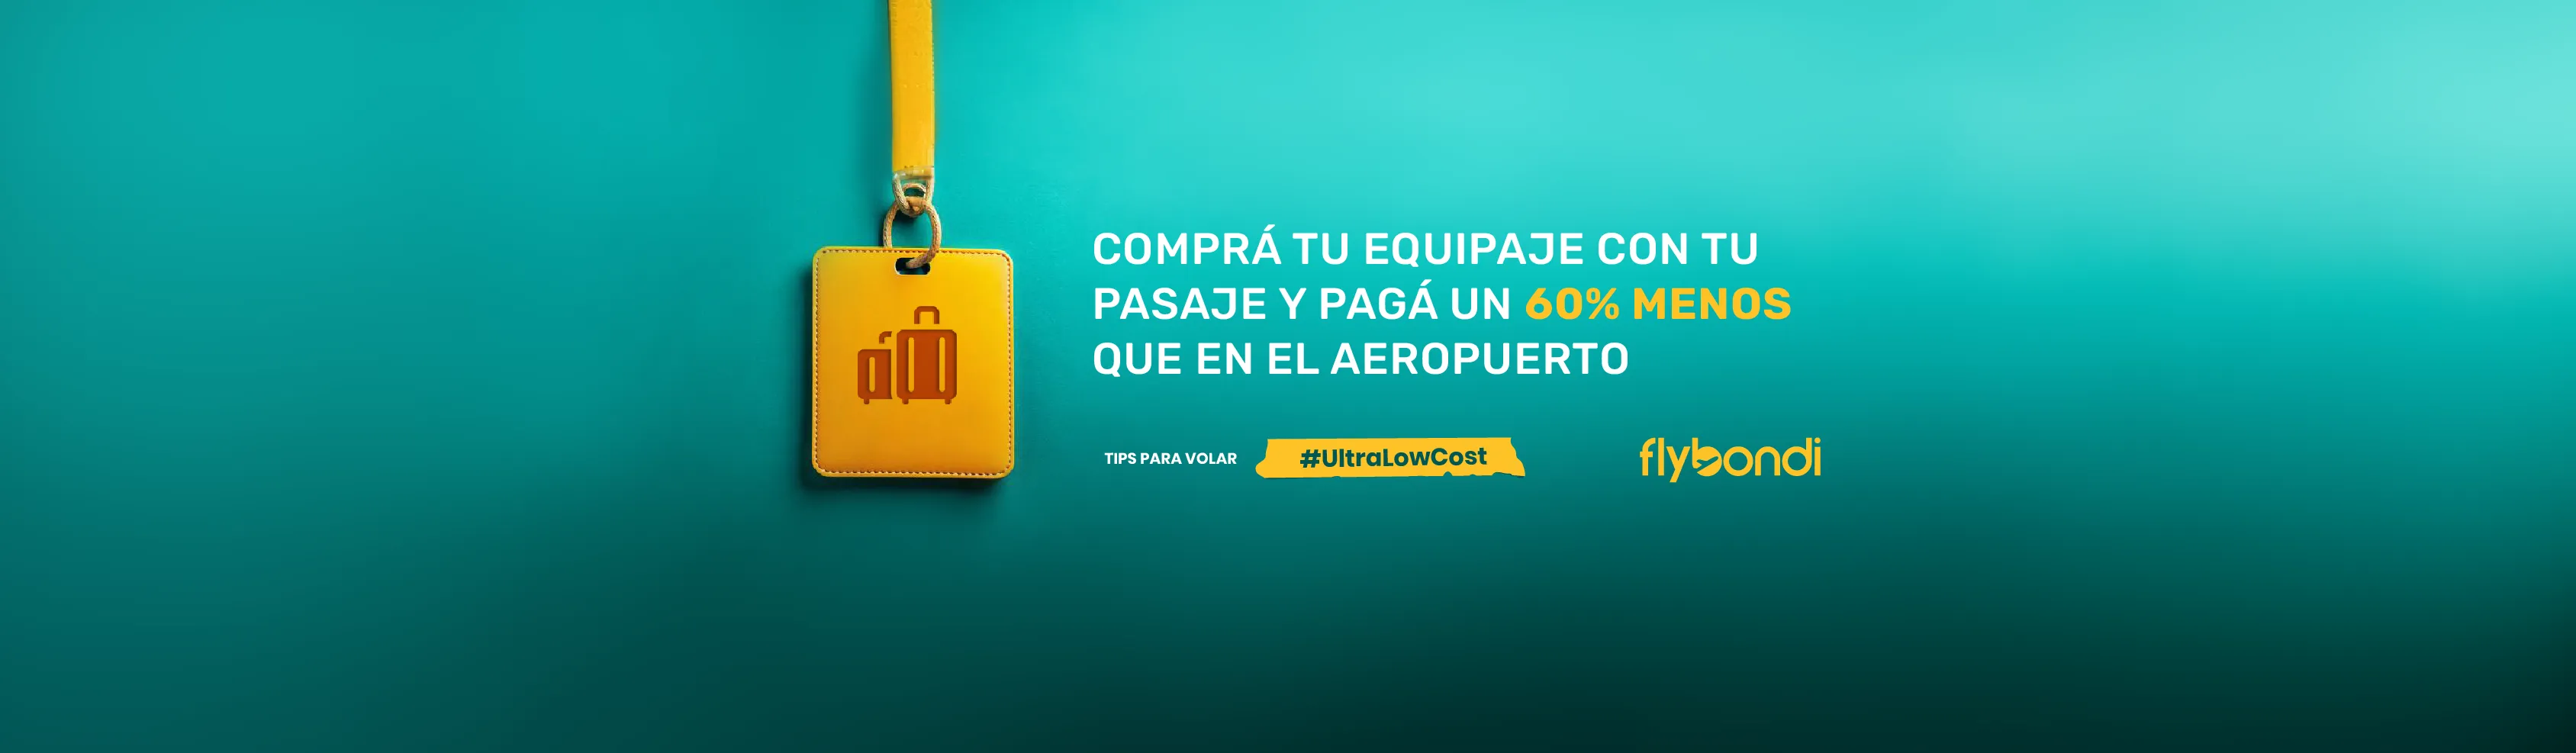 COMPRÁ TU EQUIPAJE CON TU
PASAJE Y PAGÁ UN 60% MENOS
QUE EN EL AEROPUERTO
TIPS PARA VOLAR
#UltraLowCost
flybondi